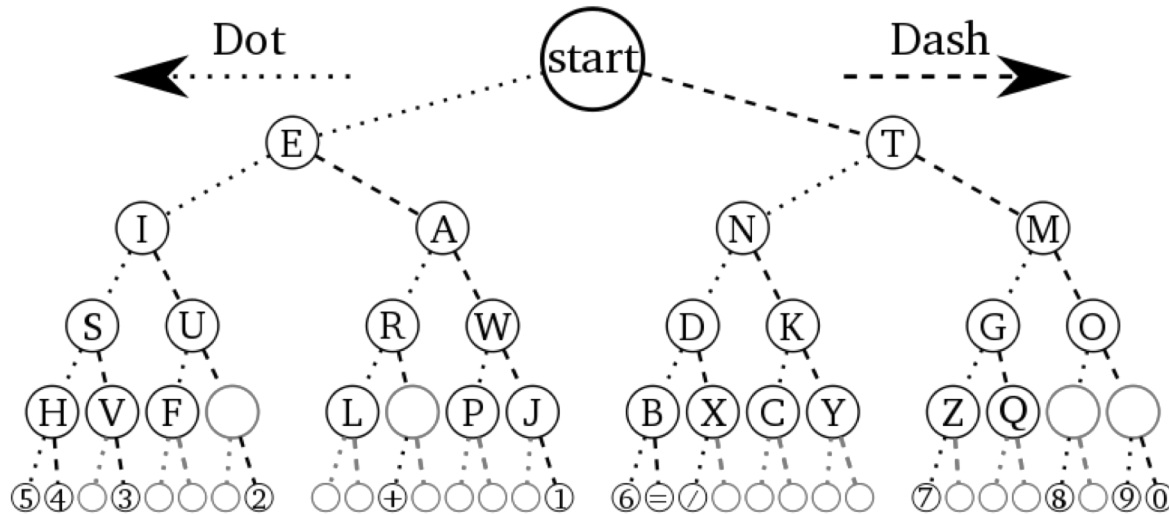 Dot start Dash
E T
I A N M
S U R W D K G O
H V F L P J B X C Y Z Q
5 4 3 2 + 1 6 = / 7 8 9 0